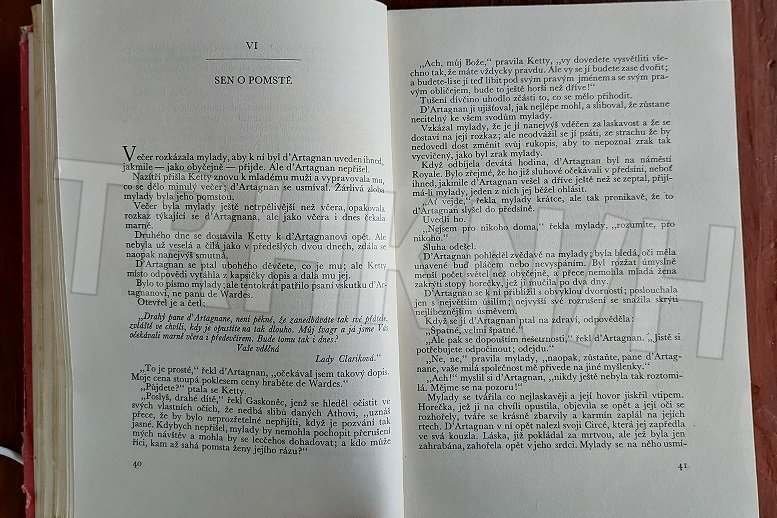 VI
SEN O POMSTĚ
Večer rozkázala mylady, aby k ní byl d'Artagnan uveden ihned,
jakmile — jako obyčejně — přijde. Ale d'Artagnan nepřišel.
Nazítří přišla Ketty znovu k mladému muži a vypravovala mu,
co se dělo minulý večer; d'Artagnan se usmíval. Žárlivá zloba
mylady byla jeho pomstou.
Večer byla mylady ještě netrpělivější než včera, opakovala
rozkaz týkající se d'Artagnana, ale jako včera i dnes čekala
marně.
Druhého dne se dostavila Ketty k d'Artagnanovi opět. Ale
nebyla už veselá a čilá jako v předešlých dvou dnech, zdála se
naopak nevýslovně smutná.
D'Artagnan se ptal ubohého děvčete, co je mu; ale Ketty
místo odpovědi vytáhla z kapsičky dopis a dala mu jej.
Bylo to písmo mylady; ale tentokrát patřilo psaní vskutku d'Ar-
tagnanovi, ne panu de Wardes.
Otevřel je a četl:
„Drahý pane d'Artagnane, není pěkné, že zanedbáváte tak své přátele,
zvláště ve chvíli, kdy je opustíte na tak dlouho. Můj švagr a já jsme Vás
očekávali marně včera i předevčírem. Bude tomu tak i dnes?
Vaše vděčná
Lady Clariková."
„To je prosté," řekl d'Artagnan, „očekával jsem takový dopis.
Moje cena stoupá poklesem ceny hraběte de Wardes."
„Půjdete?" ptala se Ketty.
„Poslyš, drahé dítě," řekl Gaskoněc, jenž se hleděl očistit ve
svých vlastních očích, že nedbá slibů daných Athovi, „uznáš
přece, že by bylo neprozřetelné nepřijíti, když je pozván tak
jasně. Kdybych nepřišel, mylady by nemohla pochopit přerušení
mých návštěv a mohla by se leccčehos dohadovat; a kdo může
říci, kam až sahá pomsta ženy jejího rázu?"
40
„Ach, můj Bože," pravila Ketty, „vy dovedete vysvětliti vše-
chno tak, že máte vždycky pravdu. Ale vy se jí budete zase dvořit;
a budete-li se jí teď líbit pod svým pravým jménem a se svým pra-
vým obličejem, bude to ještě horší než dříve!"
Tušení dívčino uhodlo zčásti to, co se mělo přihodit.
D'Artagnan ji ujišťoval, jak nejlépe mohl, a sliboval, že zůstane
necitelný ke všem svodům mylady.
Vzkázal mylady, že je jí nanejvýš vděčen za laskavost a že se
dostaví na její rozkaz; ale neodvážil se jí psáti, ze strachu že by
nedovedl dost změnit svůj rukopis, aby to nepoznal zrak tak
vycvičený, jako byl zrak mylady.
Když odbíjela devátá hodina, d'Artagnan byl na náměstí
Royale. Bylo zřejmé, že ho již sluhové očekávali v předsíni, neboť
ihned, jakmile d'Artagnan vešel a dříve ještě než se zeptal, přijí-
má-li mylady, jeden z nich jej běžel ohlásit.
„Ať vejde," řekla mylady krátce, ale tak pronikavě, že to
d'Artagnan slyšel do předsíně.
Uvedli ho.
„Nejsem pro nikoho doma," řekla mylady, „rozumíte, pro
nikoho."
Sluha odešel.
D'Artagnan pohleděl zvědavě na mylady; byla bledá, oči měla
unavené buď pláčem nebo nevyspáním. Byl rozžat úmyslně
menší počet světel než obyčejně, a přece nemohla mladá žena
zakrýti stopy horečky, jež ji mučila po dva dny.
D'Artagnan se k ní přiblížil s obvyklou dvorností; poslouchala
jen s největším úsilím; nejvyšší své rozrušení se snažila skrýti
nejlíbeznějším úsměvem.
Když se jí d'Artagnan ptal na zdraví, odpověděla:
„Špatné, velmi špatné."
„Ale pak se dopouštím nešetrnosti," řekl d'Artagnan. „Jistě si
potřebujete odpočinout; odejdu."
„Ne, ne," pravila mylady, „naopak, zůstaňte, pane d'Artag-
nane, vaše milá společnost mě přivede na jiné myšlenky."
„Ach!" myslil si d'Artagnan, „nikdy ještě nebyla tak roztomi-
lá. Mějme se na pozoru!"
Mylady se rozhovořila co nejlaskavěji a její hovor jiskřil vtipem.
Horečka, jež ji na chvíli opustila, objevila se opět a její oči se
rozhořely, tváře se krásně zbarvily a karmín zaplál na jejích
rtech. D'Artagnan v ní opět nalezl svoji Circé, která jej zapředla
ve svá kouzla. Láska, již pokládal za mrtvou, ale jež byla jen
zahrabána, zahořela opět v jeho srdci. Mylady se na něho usmí-
41